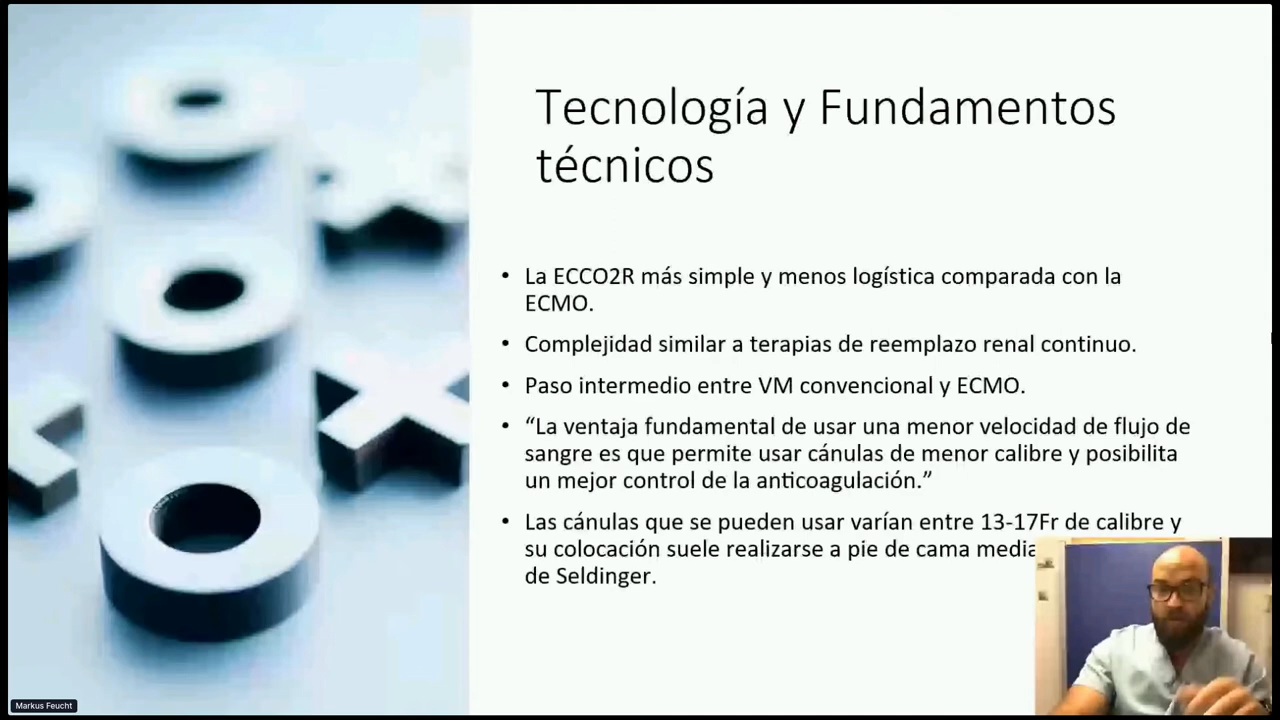 Tecnología y Fundamentos
técnicos
• La ECCO2R más simple y menos logística comparada con la
ECMO.
• Complejidad similar a terapias de reemplazo renal continuo.
• Paso intermedio entre VM convencional y ECMO.
• “La ventaja fundamental de usar una menor velocidad de flujo de
sangre es que permite usar cánulas de menor calibre y posibilita
un mejor control de la anticoagulación.”
• Las cánulas que se pueden usar varían entre 13-17Fr de calibre y
su colocación suele realizarse a pie de cama
de Seldinger.
Markus Feucht